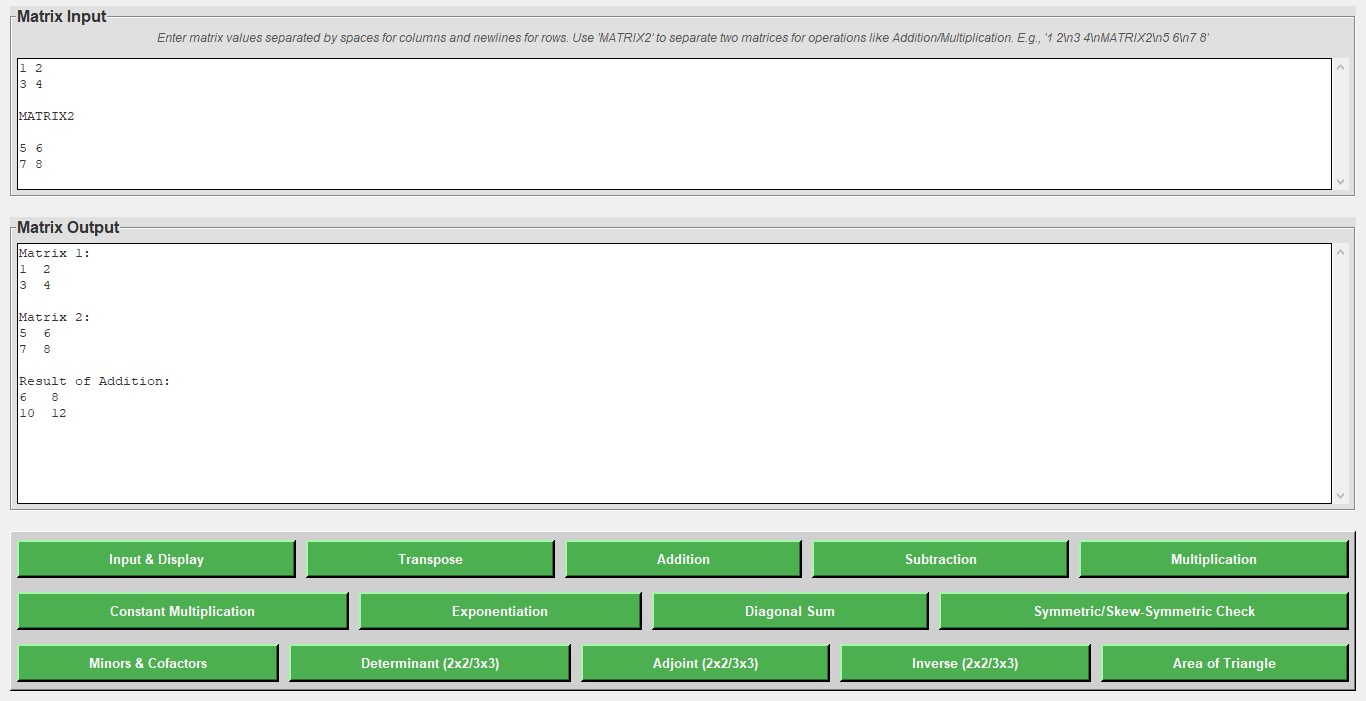 Matrix Input
Enter matrix values separated by spaces for columns and newlines for rows. Use 'MATRIX2' to separate two matrices for operations like Addition/Multiplication. E.g., '1 2\n3 4\nMATRIX2\n5 6\n7 8'
1 2
3 4
MATRIX2
5 6
7 8
Matrix Output
Matrix 1:
1  2
3  4
Matrix 2:
5  6
7  8
Result of Addition:
6   8
10  12
Input & Display
Transpose
Addition
Subtraction
Multiplication
Constant Multiplication
Exponentiation
Diagonal Sum
Symmetric/Skew-Symmetric Check
Minors & Cofactors
Determinant (2x2/3x3)
Adjoint (2x2/3x3)
Inverse (2x2/3x3)
Area of Triangle